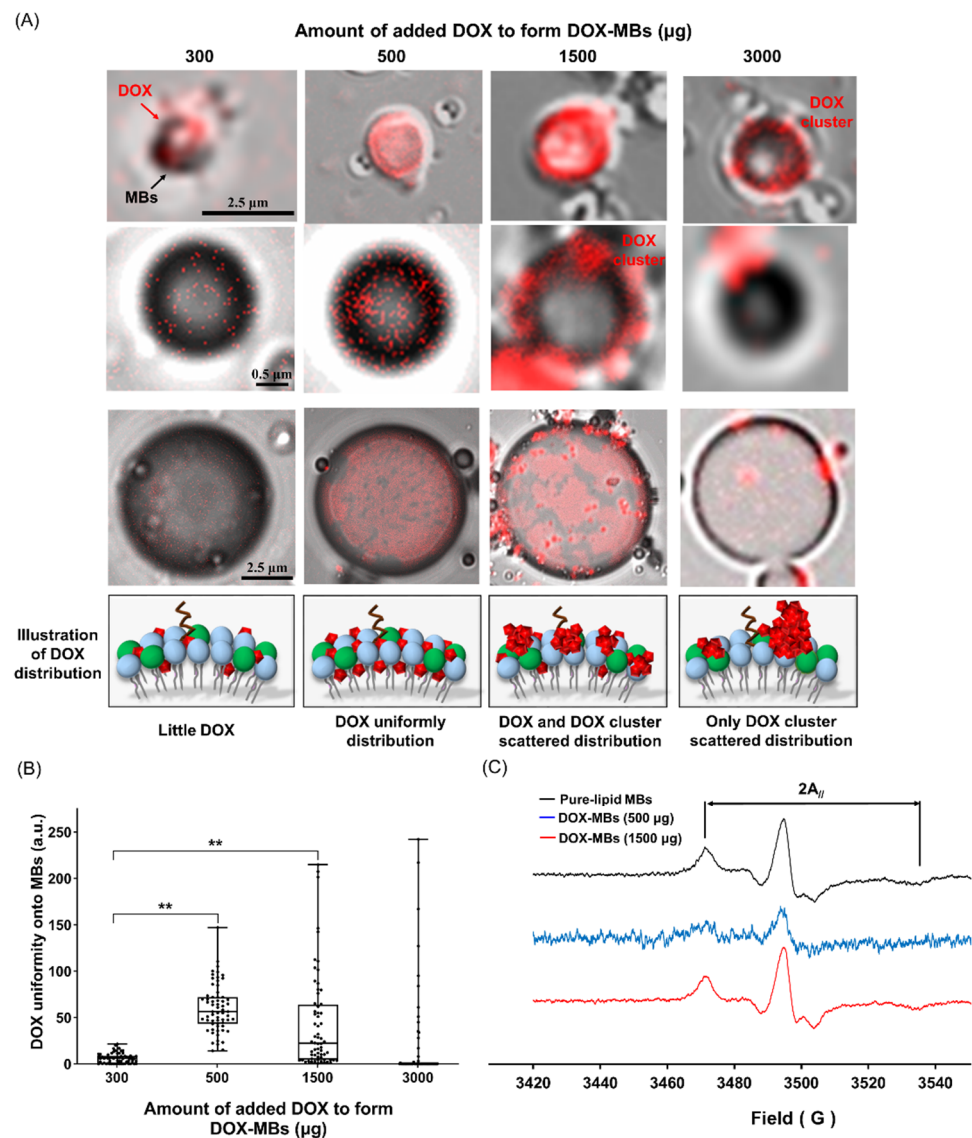 (A)
Amount of added DOX to form DOX-MBs (μg)
300 500 1500 3000
DOX
MBs
2.5 μm
DOX
cluster
0.5 μm
DOX
cluster
2.5 μm
Illustration
of DOX
distribution
Little DOX
DOX uniformly
distribution
DOX and DOX cluster
scattered distribution
Only DOX cluster
scattered distribution
(B)
DOX uniformity onto MBs (a.u.)
250
200
150
100
50
0
**
**
300 500 1500 3000
Amount of added DOX to form
DOX-MBs (μg)
(C)
Pure-lipid MBs
DOX-MBs (500 μg)
DOX-MBs (1500 μg)
2A//
3420 3440 3460 3480 3500 3520 3540
Field ( G )